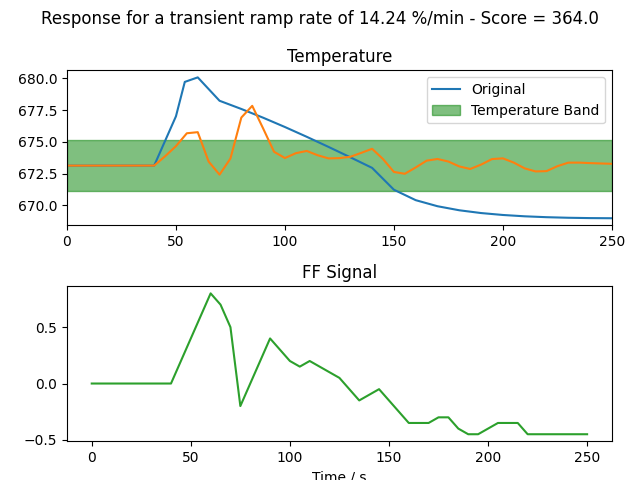 Response for a transient ramp rate of 14.24 %/min - Score = 364.0
Temperature
680.0
677.5
675.0
672.5
670.0
Original
Temperature Band
0 50 100 150 200 250
FF Signal
0.5
0.0
−0.5
0 50 100 150 200 250
Time / s